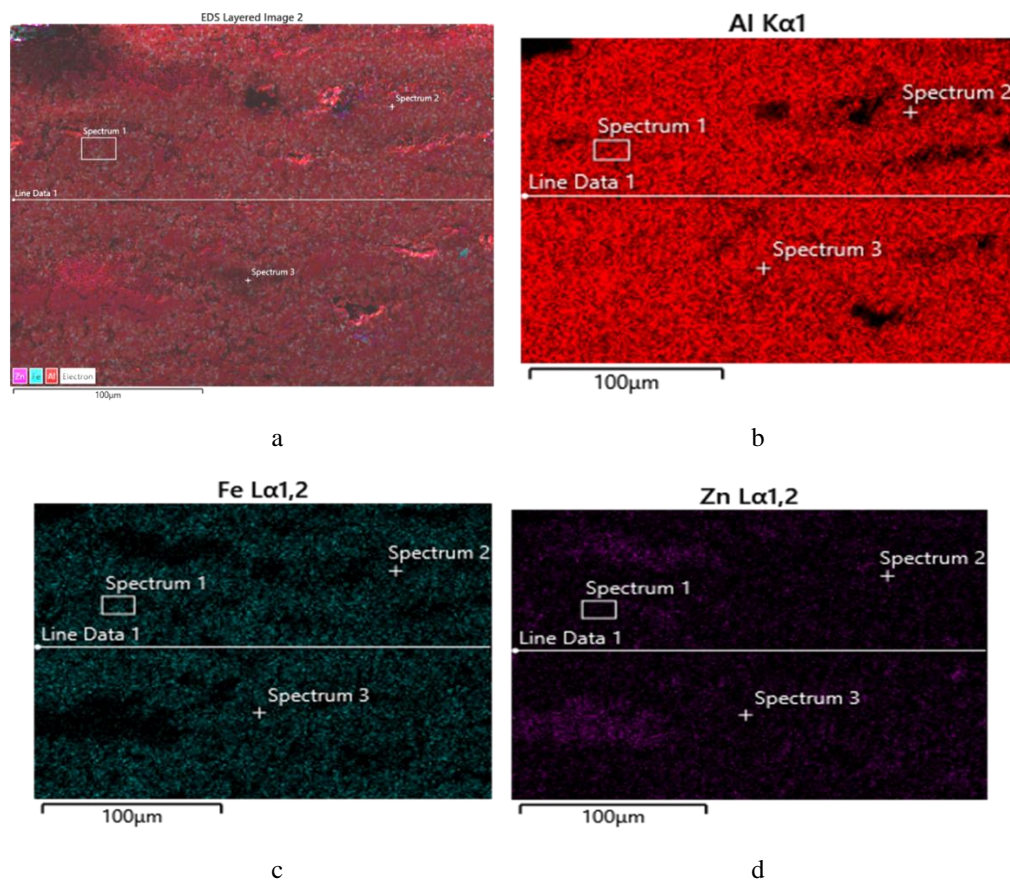 EDS Layered Image 2
Spectrum 2
Spectrum 1
Line Data 1
Spectrum 3
Zn Fe Al Electron
100μm
a
Al Kα1
Spectrum 2
Spectrum 1
Line Data 1
Spectrum 3
100μm
b
Fe Lα1,2
Spectrum 2
Spectrum 1
Line Data 1
Spectrum 3
100μm
c
Zn Lα1,2
Spectrum 2
Spectrum 1
Line Data 1
Spectrum 3
100μm
d